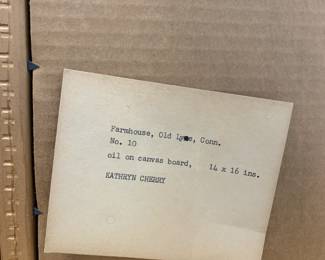 Farmhouse, Old Lyme, Conn.
No. 10
oil on canvas board, 14 x 16 ins.
KATHRYN CHERRY